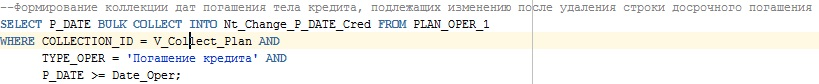 --Формирование коллекции дат погашения тела кредита, подлежащих изменению после удаления строки досрочного погашения
SELECT P_DATE BULK COLLECT INTO Nt_Change_P_DATE_Cred FROM PLAN_OPER_1
WHERE COLLECTION_ID = V_Collect_Plan AND
TYPE_OPER = 'Погашение кредита' AND
P_DATE >= Date_Oper;